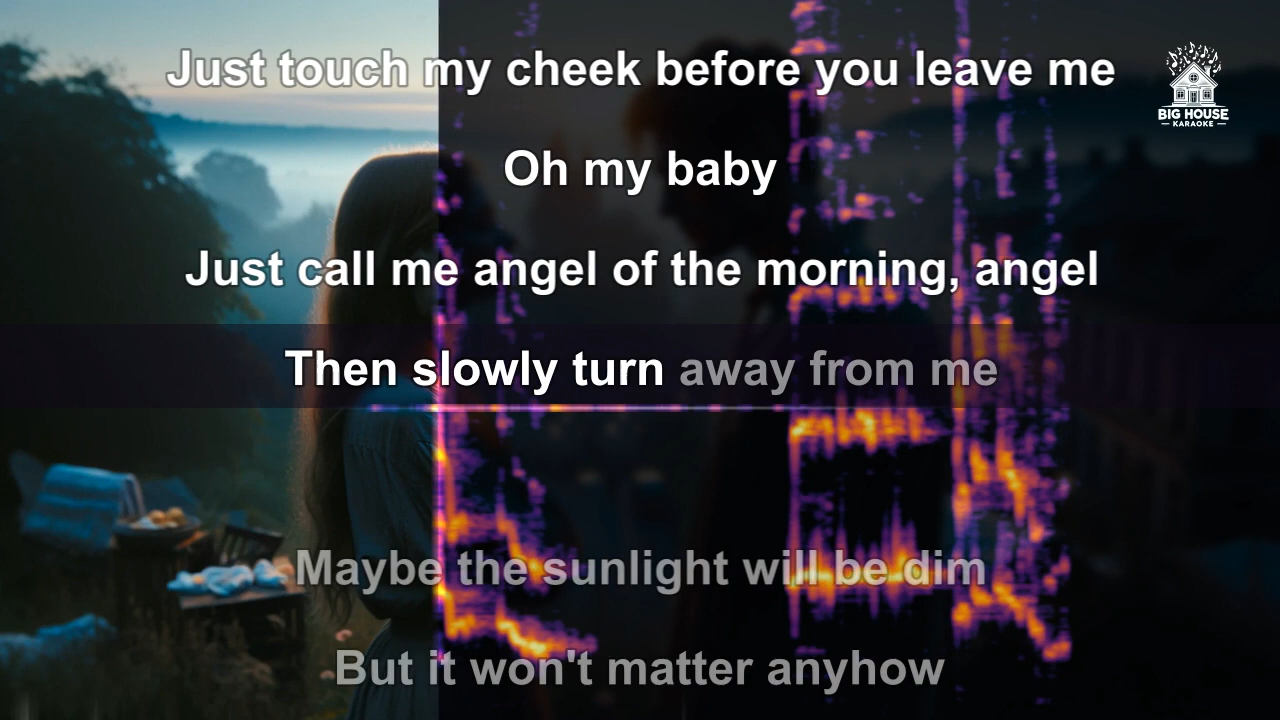 Just touch my cheek before you leave me
BIG HOUSE
KARAOKE
Oh my baby
Just call me angel of the morning, angel
Then slowly turn away from me
Maybe the sunlight will be dim
But it won't matter anyhow